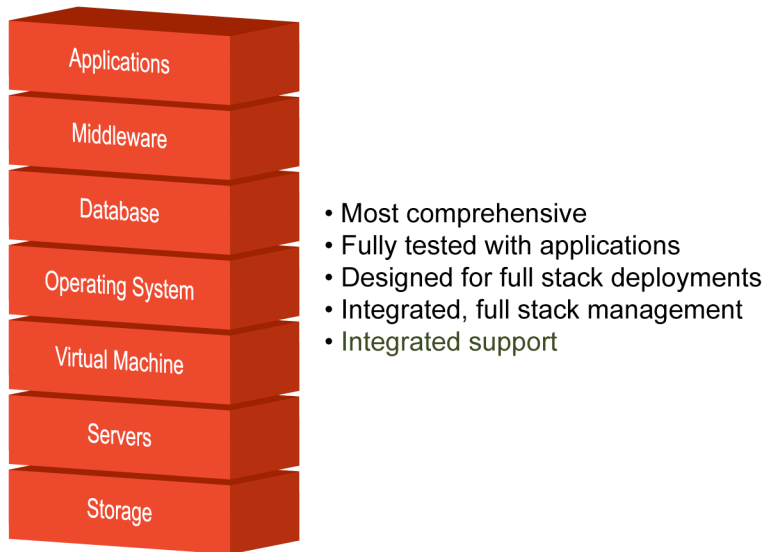 Applications
Middleware
Database
Operating System
Virtual Machine
Servers
Storage
• Most comprehensive
• Fully tested with applications
• Designed for full stack deployments
• Integrated, full stack management
• Integrated support